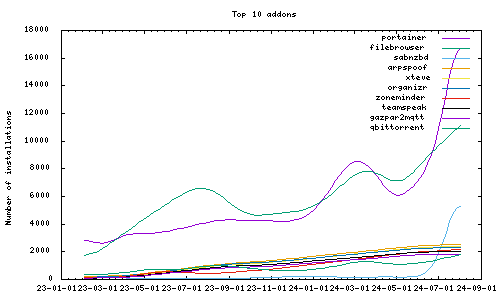 Top 10 addons
Number of installations
18000
16000
14000
12000
10000
8000
6000
4000
2000
0
portainer
filebrowser
sabnzbd
arpspoof
xteve
organizr
zoneminder
teamspeak
gazpar2mqtt
qbittorrent
23-01-01 23-03-01 23-05-01 23-07-01 23-09-01 23-11-01 24-01-01 24-03-01 24-05-01 24-07-01 24-09-01